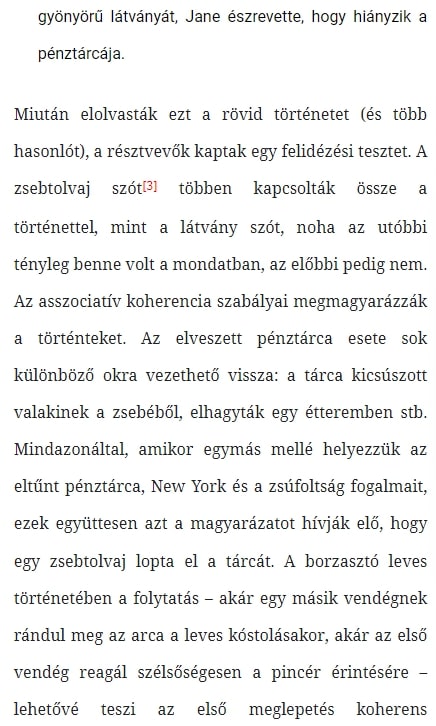 gyönyörű látványát, Jane észrevette, hogy hiányzik a
pénztárcája.
Miután elolvasták ezt a rövid történetet (és több
hasonlót), a résztvevők kaptak egy felidézési tesztet. A
zsebtolvaj szót[3] többen kapcsolták össze a
történettel, mint a látvány szót, noha az utóbbi
tényleg benne volt a mondatban, az előbbi pedig nem.
Az asszociatív koherencia szabályai megmagyarázzák
a történteket. Az elveszett pénztárca esete sok
különböző okra vezethető vissza: a tárca kicsúszott
valakinek a zsebéből, elhagyták egy étteremben stb.
Mindazonáltal, amikor egymás mellé helyezzük az
eltűnt pénztárca, New York és a zsúfoltság fogalmait,
ezek együttesen azt a magyarázatot hívják elő, hogy
egy zsebtolvaj lopta el a tárcát. A borzasztó leves
történetében a folytatás – akár egy másik vendégnek
rándul meg az arca a leves kóstolásakor, akár az első
vendég reagál szélsőségesen a pincér érintésére –
lehetővé teszi az első meglepetés koherens